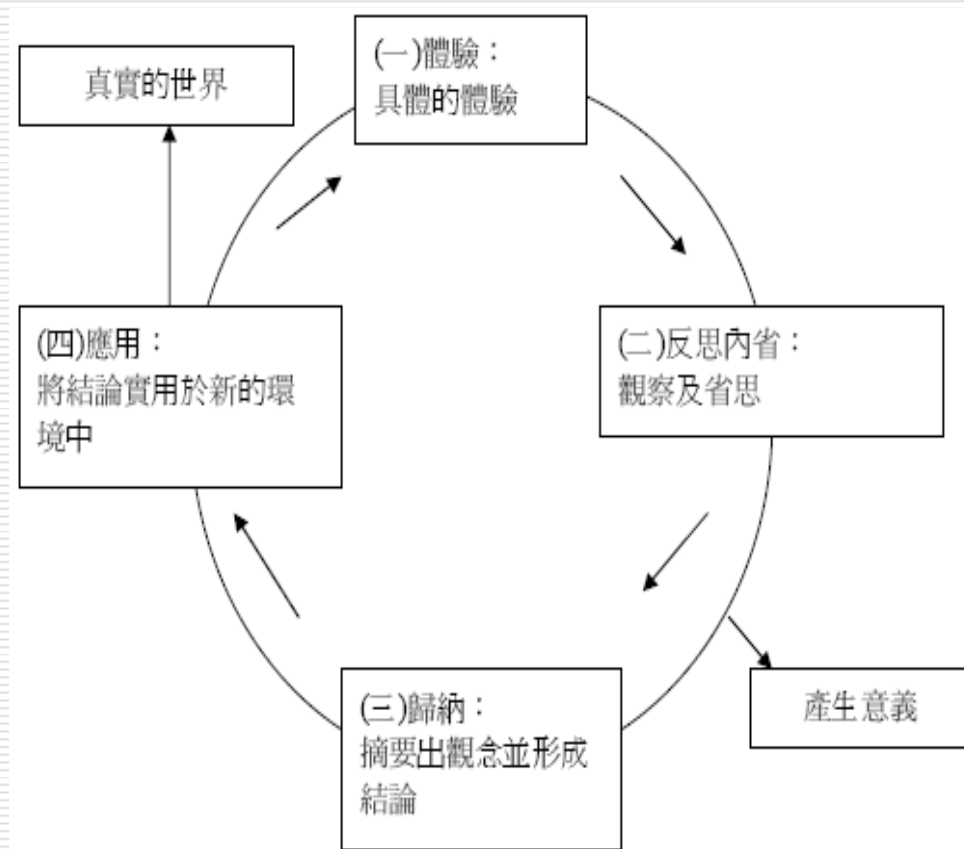 (一)體驗：
具體的體驗
真實的世界
(二)反思內省：
觀察及省思
(四)應用：
將結論實用於新的環
境中
(三)歸納：
摘要出觀念並形成
結論
產生意義